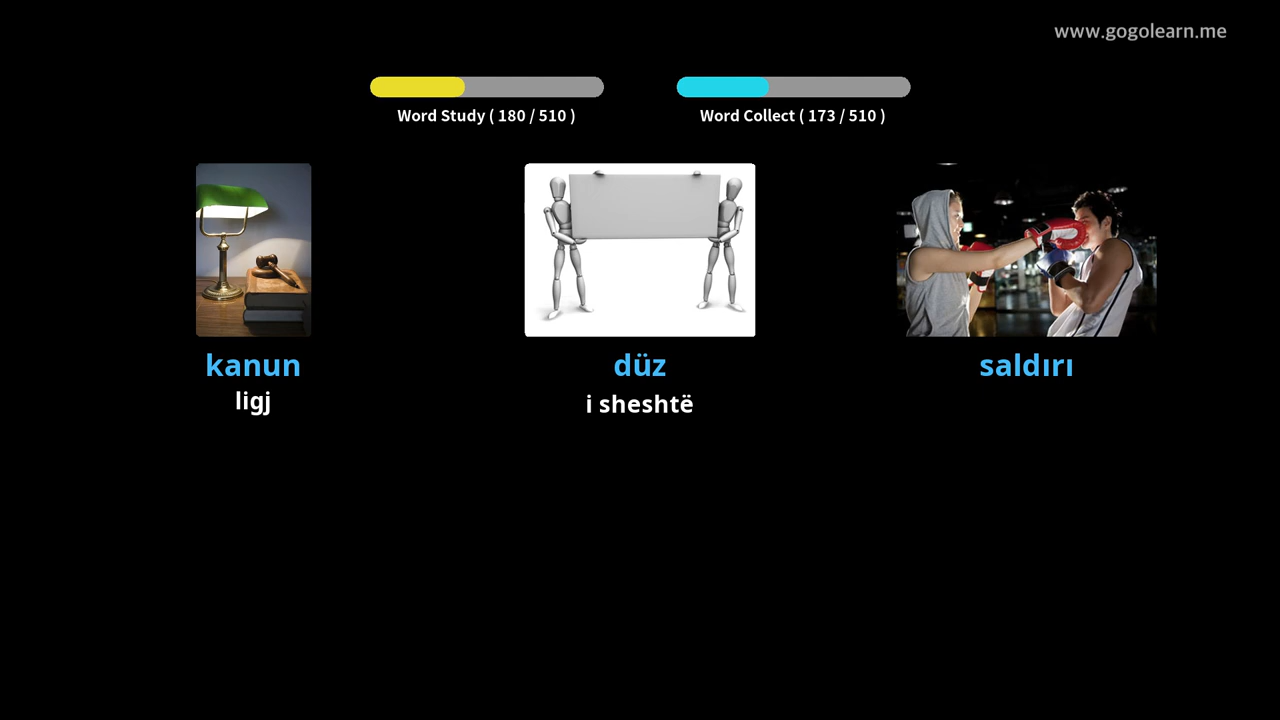 www.gogolearn.me
Word Study ( 180 / 510 )
Word Collect ( 173 / 510 )
kanun
ligj
düz
i sheshtë
saldırı